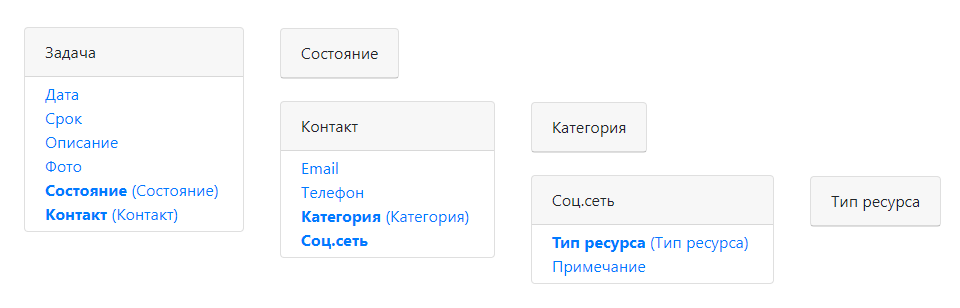 Задача
Дата
Срок
Описание
Фото
Состояние (Состояние)
Контакт (Контакт)
Состояние
Контакт
Email
Телефон
Категория (Категория)
Соц.сеть
Категория
Соц.сеть
Тип ресурса (Тип ресурса)
Примечание
Тип ресурса